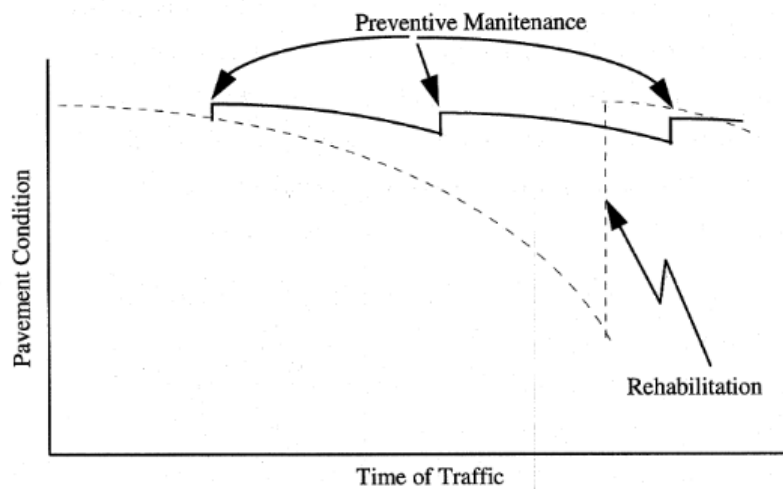 Preventive Manitenance
Pavement Condition
Rehabilitation
Time of Traffic